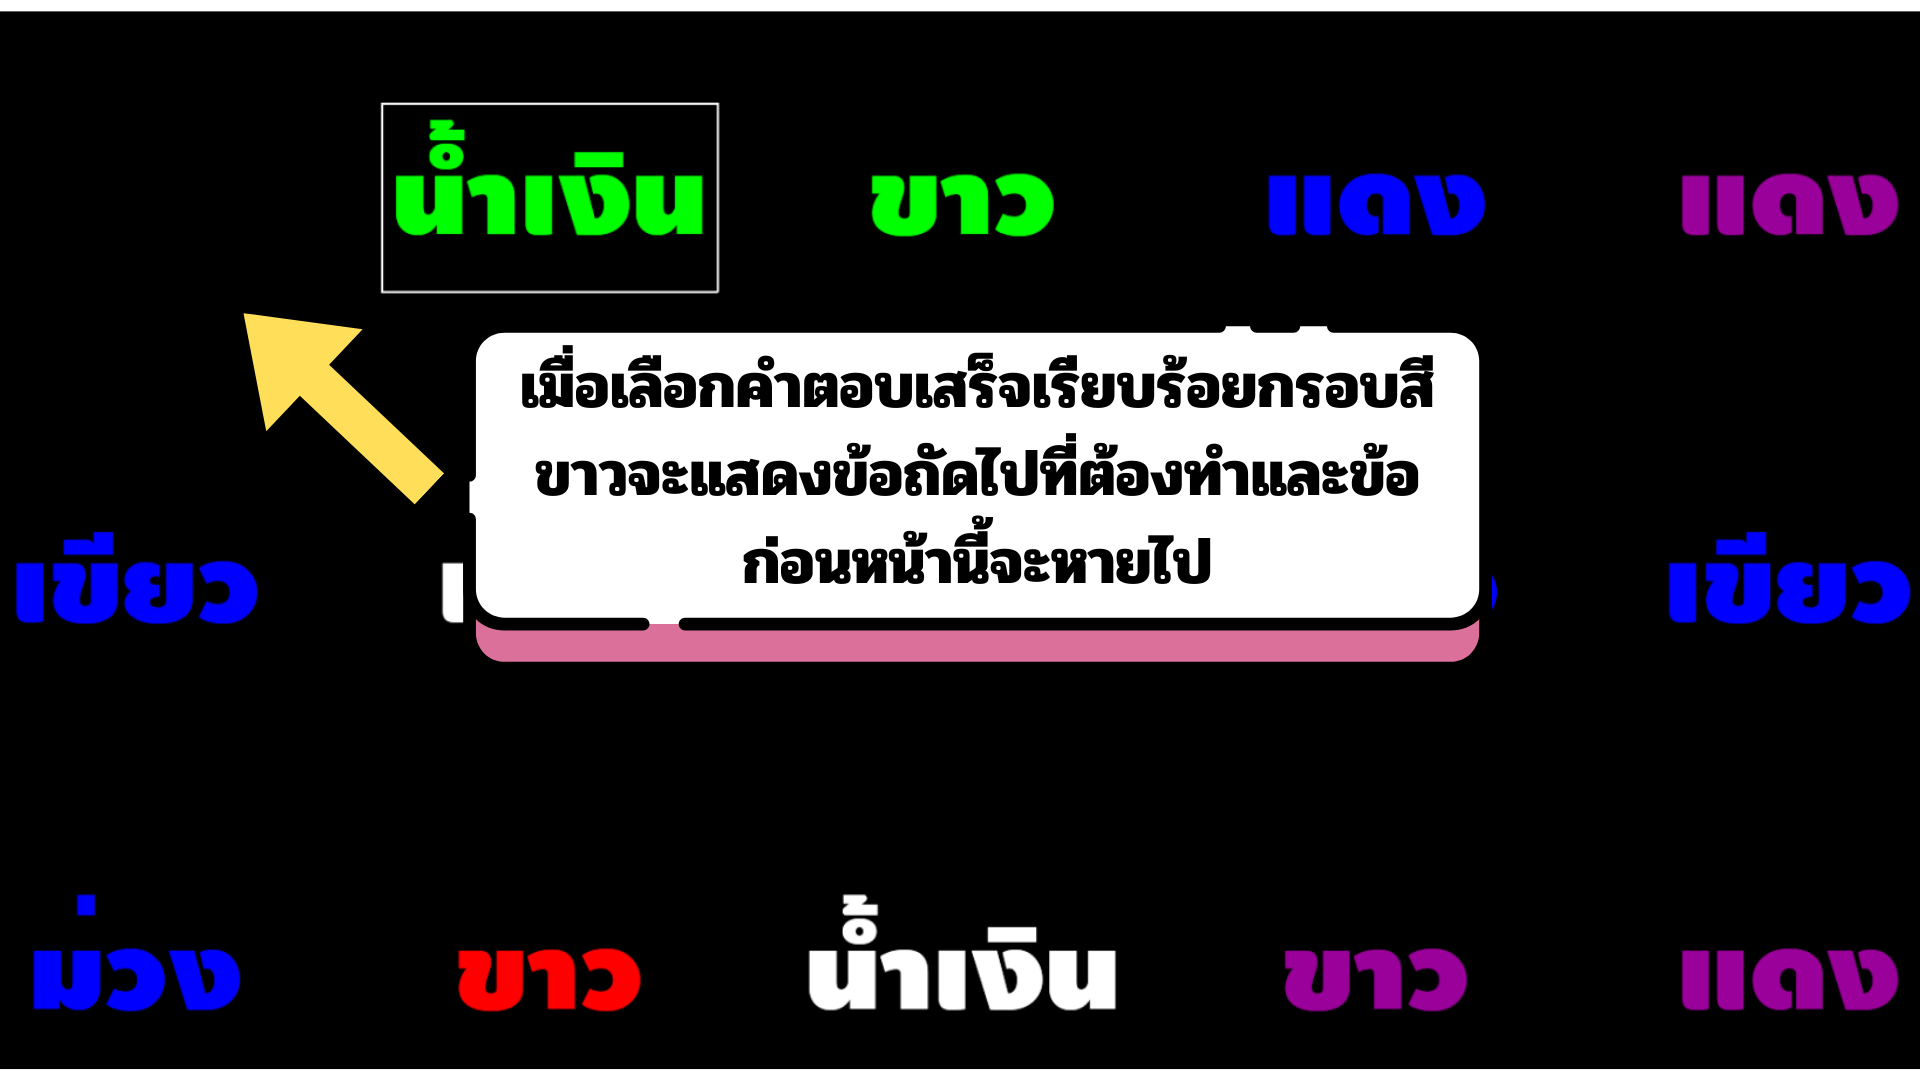 น้ำเงิน ขาว แดง แดง
เมื่อเลือกคำตอบเสร็จเรียบร้อยกรอบสี
ขาวจะแสดงข้อถัดไปที่ต้องทำและข้อ
ก่อนหน้านี้จะหายไป
เขียว เขียว
ม่วง ขาว น้ำเงิน ขาว แดง